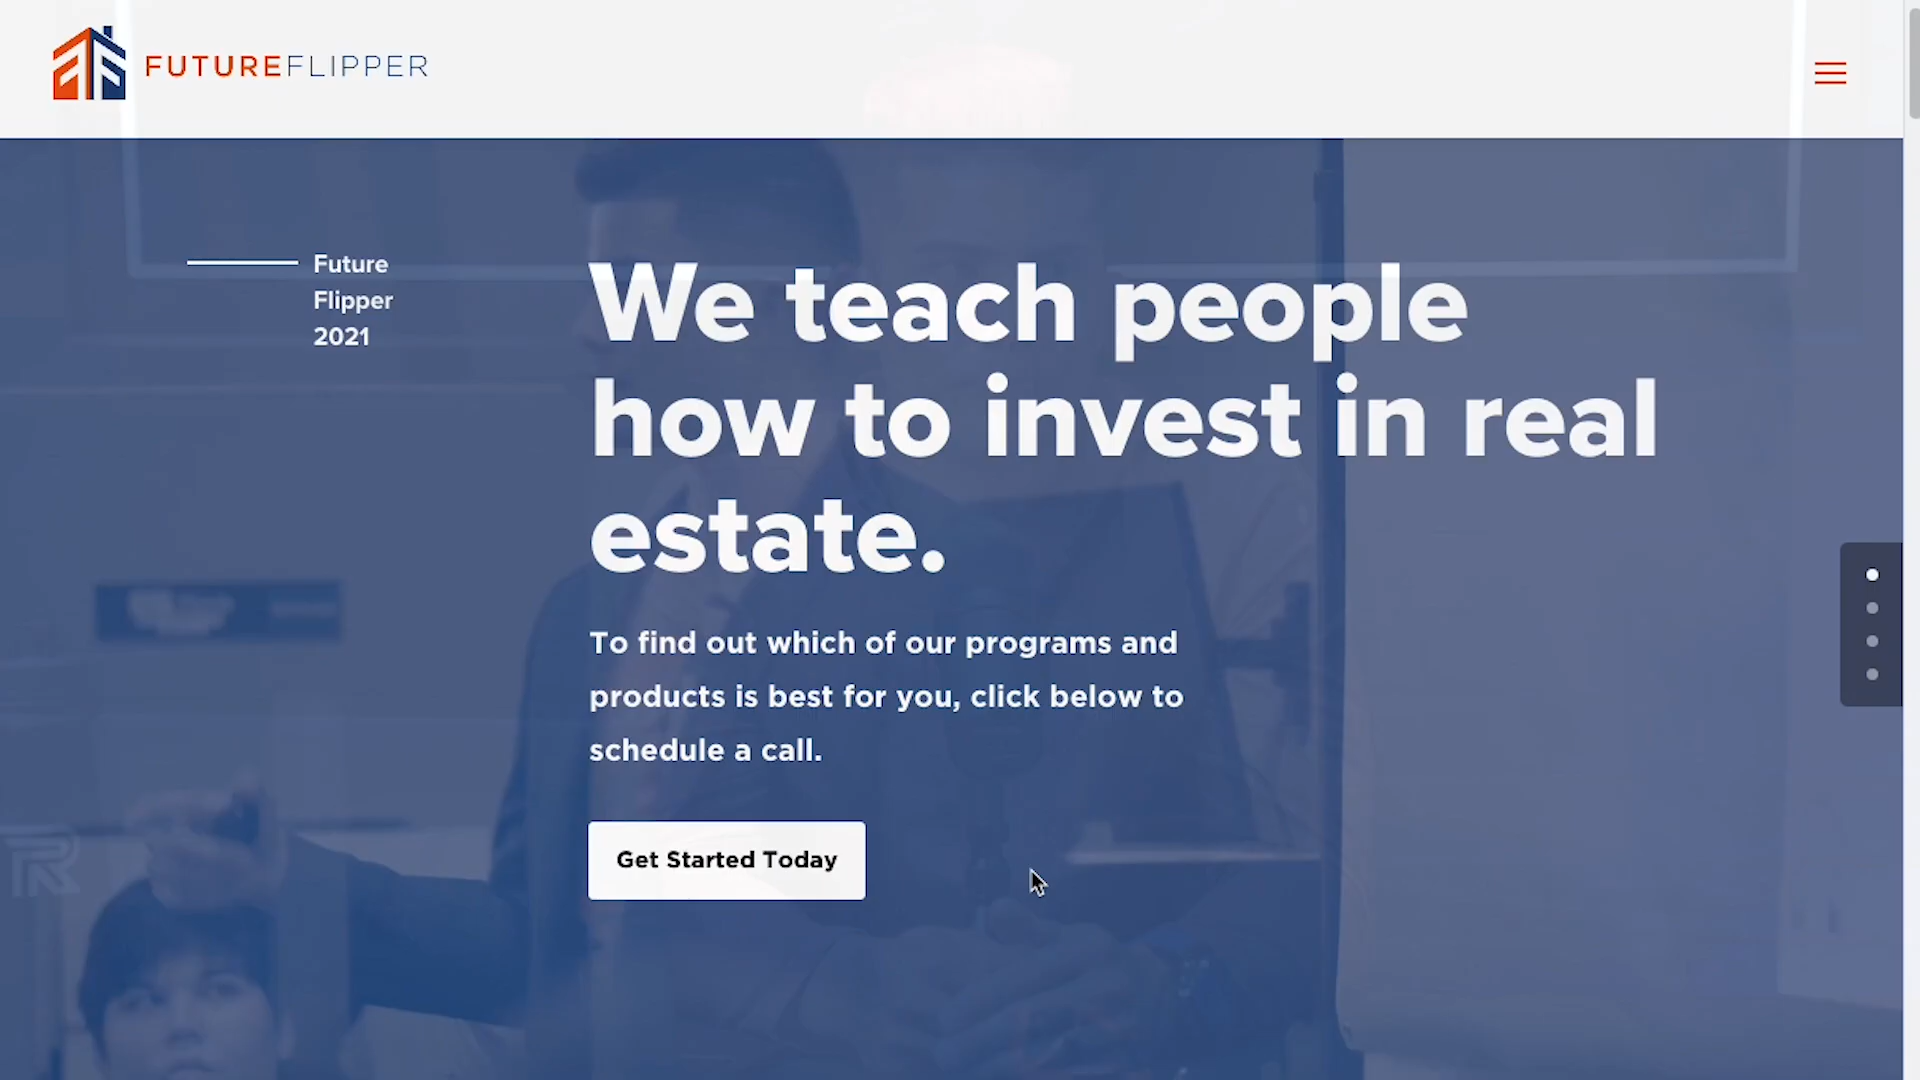 FUTUREFLIPPER
Future
Flipper
2021
We teach people
how to invest in real
estate.
To find out which of our programs and
products is best for you, click below to
schedule a call.
Get Started Today